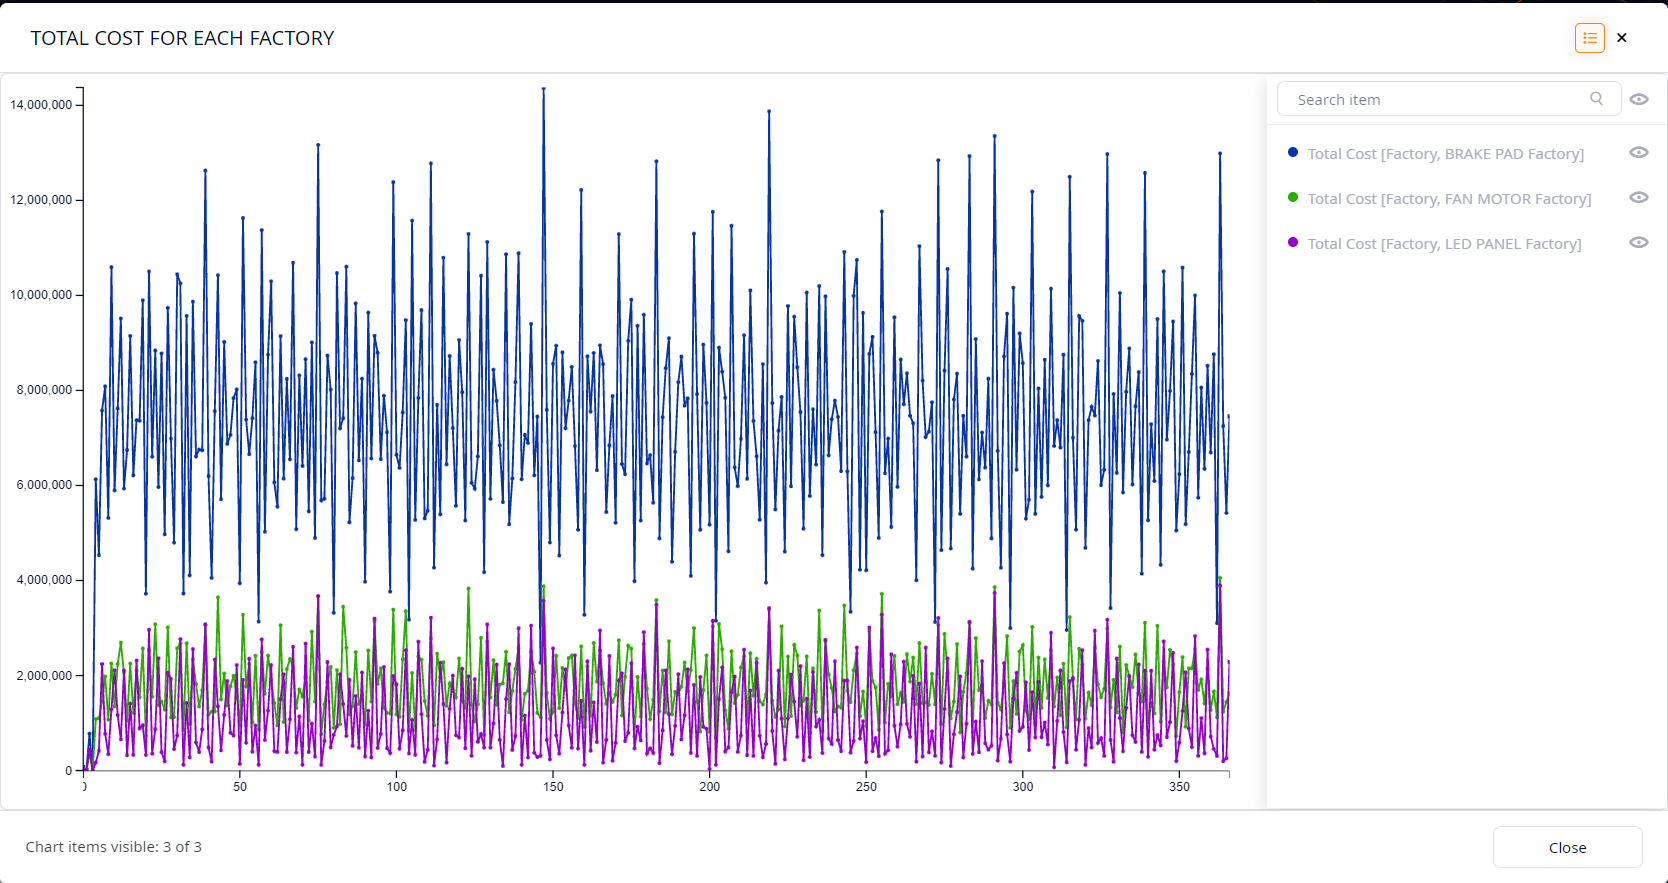 TOTAL COST FOR EACH FACTORY
Search item
Total Cost [Factory, BRAKE PAD Factory]
Total Cost [Factory, FAN MOTOR Factory]
Total Cost [Factory, LED PANEL Factory]
14,000,000
12,000,000
10,000,000
8,000,000
6,000,000
4,000,000
2,000,000
0
0 50 100 150 200 250 300 350
Chart items visible: 3 of 3
Close